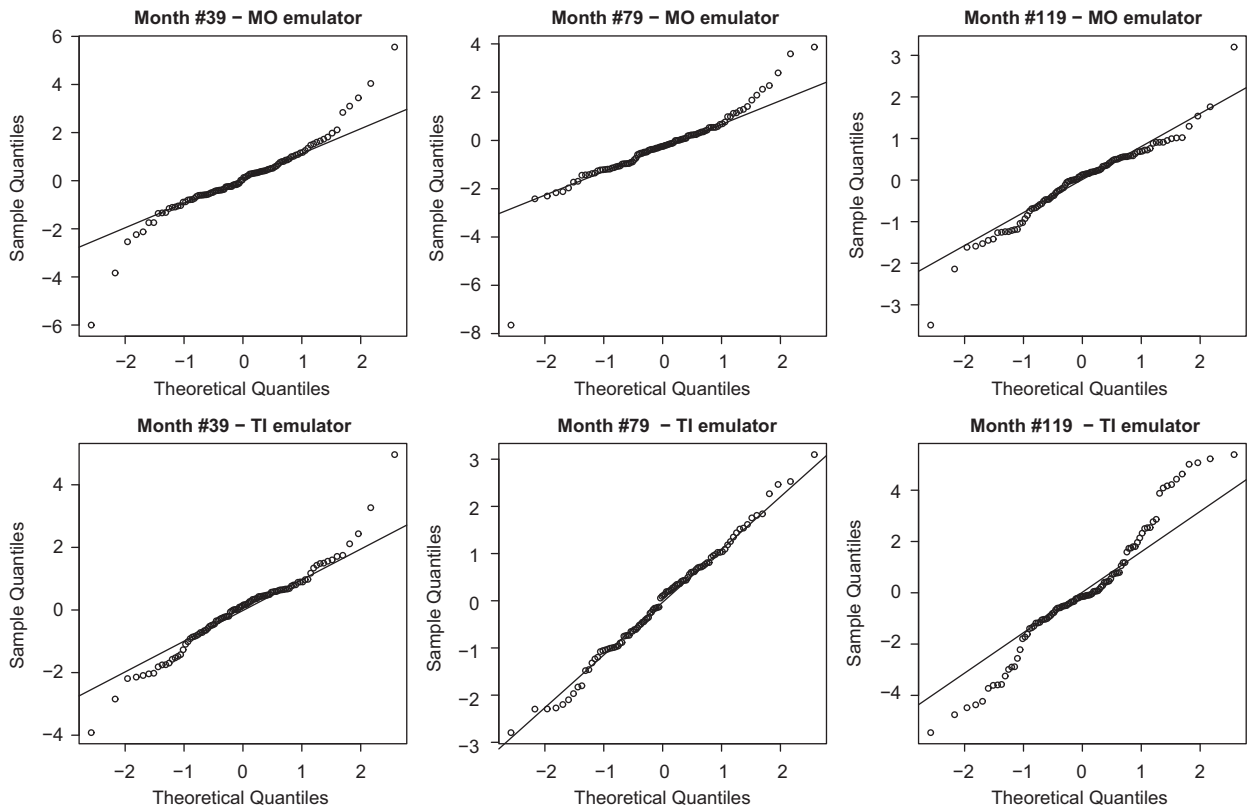 Month #39 − MO emulator
Month #79 − MO emulator
Month #119 − MO emulator
Sample Quantiles
6
4
2
0
−2
−4
−6
−2 −1 0 1 2
Theoretical Quantiles
Sample Quantiles
4
2
0
−2
−4
−6
−8
−2 −1 0 1 2
Theoretical Quantiles
Sample Quantiles
3
2
1
0
−1
−2
−3
−2 −1 0 1 2
Theoretical Quantiles
Month #39 − TI emulator
Month #79 − TI emulator
Month #119 − TI emulator
Sample Quantiles
4
2
0
−2
−4
−2 −1 0 1 2
Theoretical Quantiles
Sample Quantiles
3
2
1
0
−1
−2
−3
−2 −1 0 1 2
Theoretical Quantiles
Sample Quantiles
4
2
0
−2
−4
−2 −1 0 1 2
Theoretical Quantiles